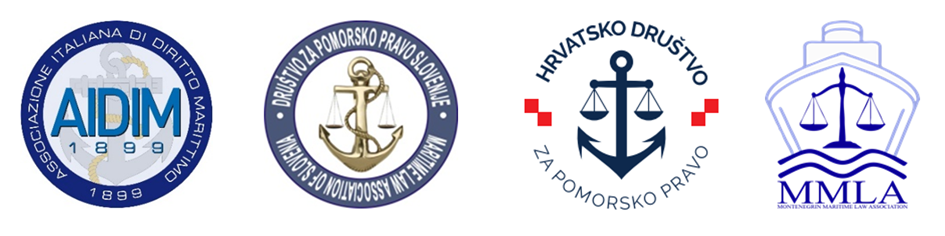 ASSOCIAZIONE ITALIANA DI DIRITTO MARITTIMO
AIDIM
1899
1899
DRUŠTVO ZA POMORSKO PRAVO SLOVENIJE
MARITIME LAW ASSOCIATION OF SLOVENIA
HRVATSKO DRUŠTVO
ZA POMORSKO PRAVO
MMLA
MONTENEGRIN MARITIME LAW ASSOCIATION